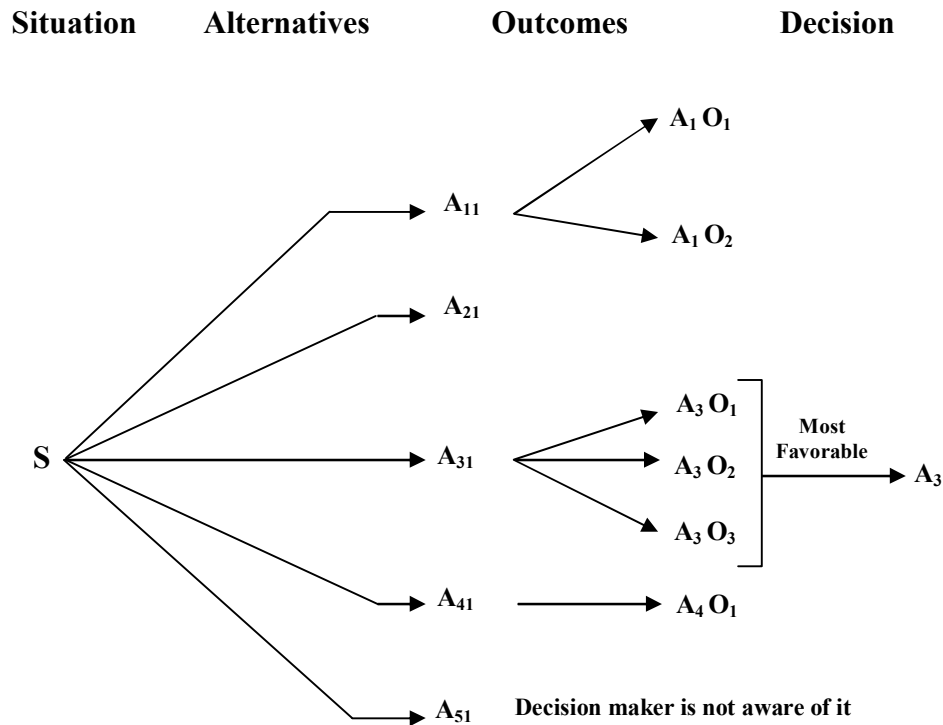 Situation Alternatives Outcomes Decision
A₁ O₁
A₁₁
A₁ O₂
A₂₁
A₃ O₁
Most
Favorable
S A₃₁ A₃ O₂ A₃
A₃ O₃
A₄₁ A₄ O₁
A₅₁ Decision maker is not aware of it